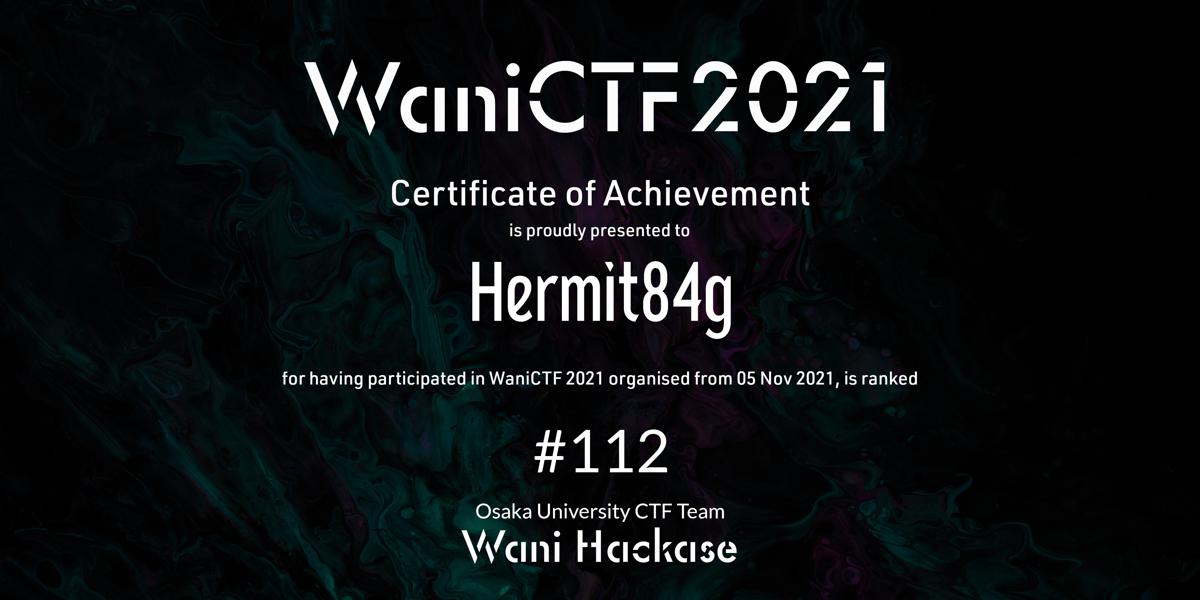 WaniCTF2021
Certificate of Achievement
is proudly presented to
Hermit84g
for having participated in WaniCTF 2021 organised from 05 Nov 2021, is ranked
#112
Osaka University CTF Team
Wani Hackase